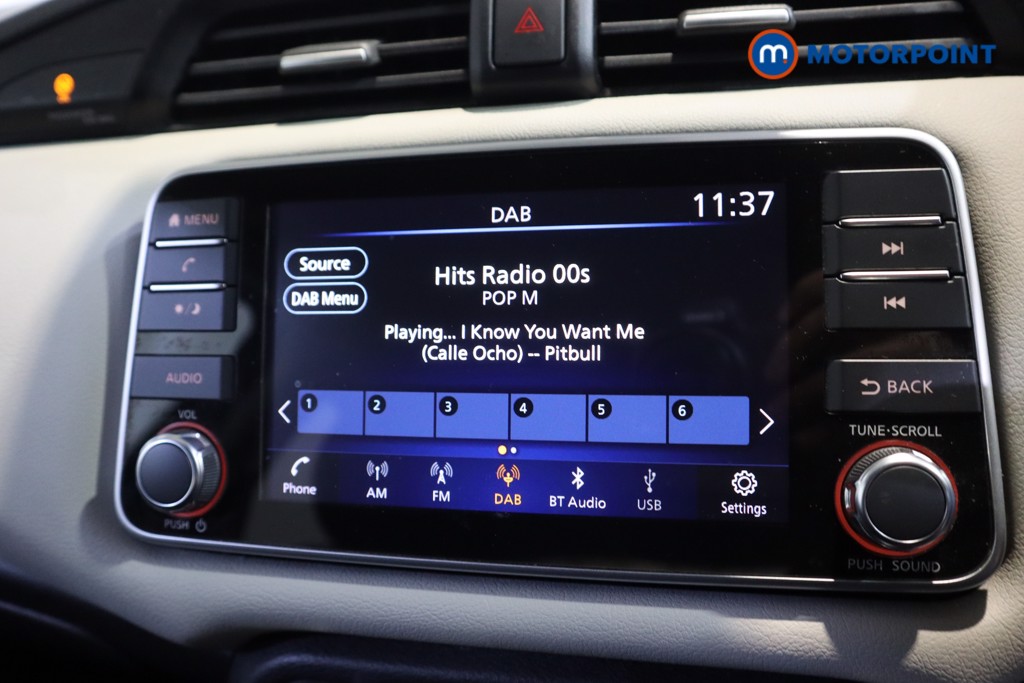 m MOTORPOINT
MENU
AUDIO
VOL
PUSH
DAB
11:37
Source
DAB Menu
Hits Radio 00s
POP M
Playing... I Know You Want Me
(Calle Ocho) -- Pitbull
1 2 3 4 5 6
Phone AM FM DAB BT Audio USB Settings
BACK
TUNE·SCROLL
PUSH SOUND